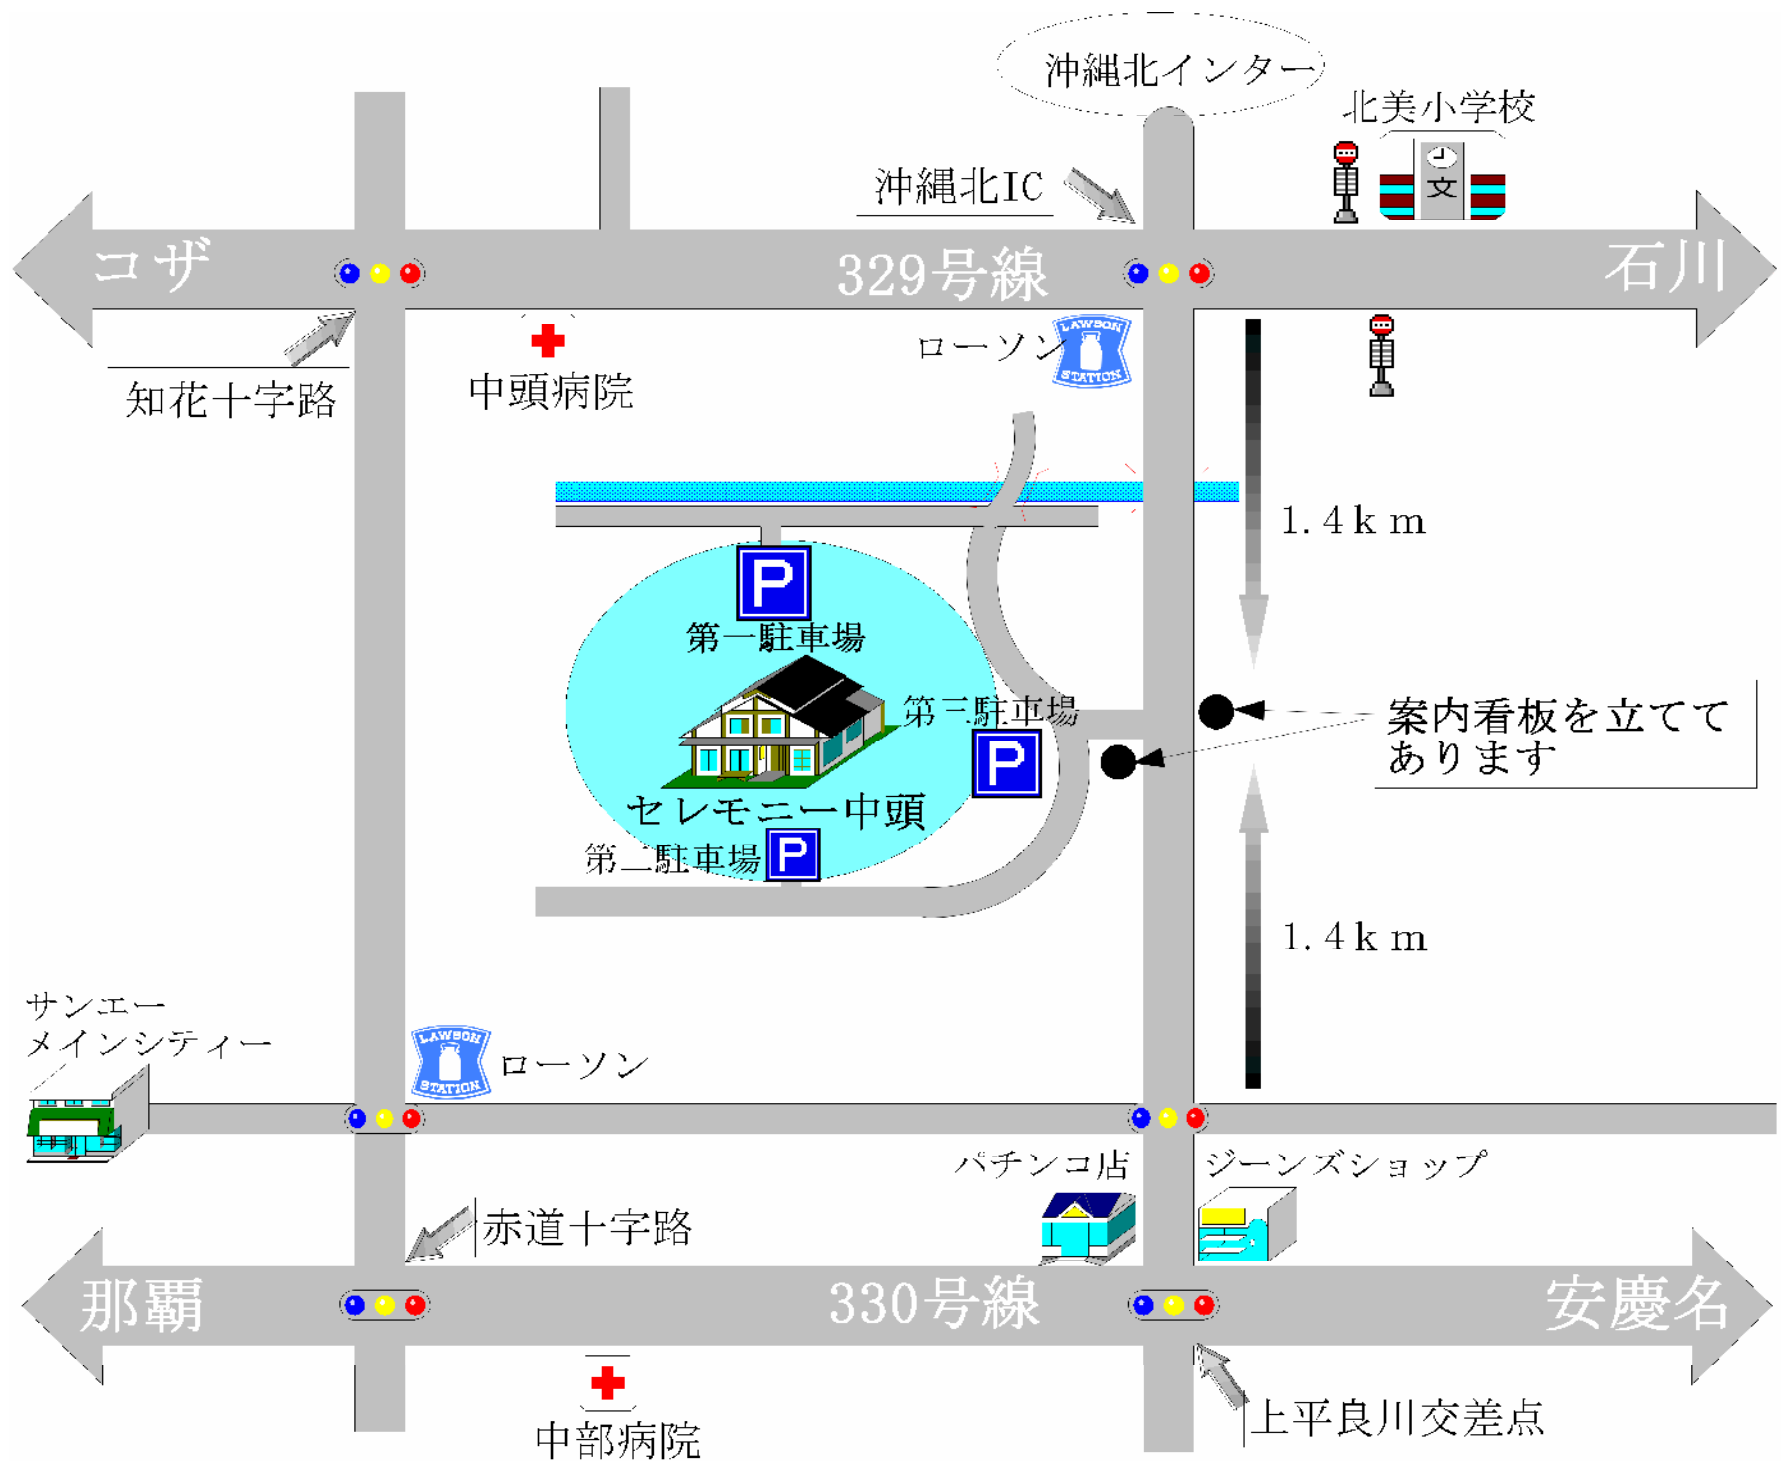 沖縄北インター
北美小学校
沖縄北IC
文
コザ
329号線
石川
知花十字路
中頭病院
ローソン
LAWSON
STATION
1.4km
P
第一駐車場
第三駐車場
P
案内看板を立てて
あります
セレモニー中頭
第二駐車場
P
1.4km
サンエー
メインシティー
LAWSON
STATION
ローソン
パチンコ店
ジーンズショップ
赤道十字路
那覇
330号線
安慶名
中部病院
上平良川交差点